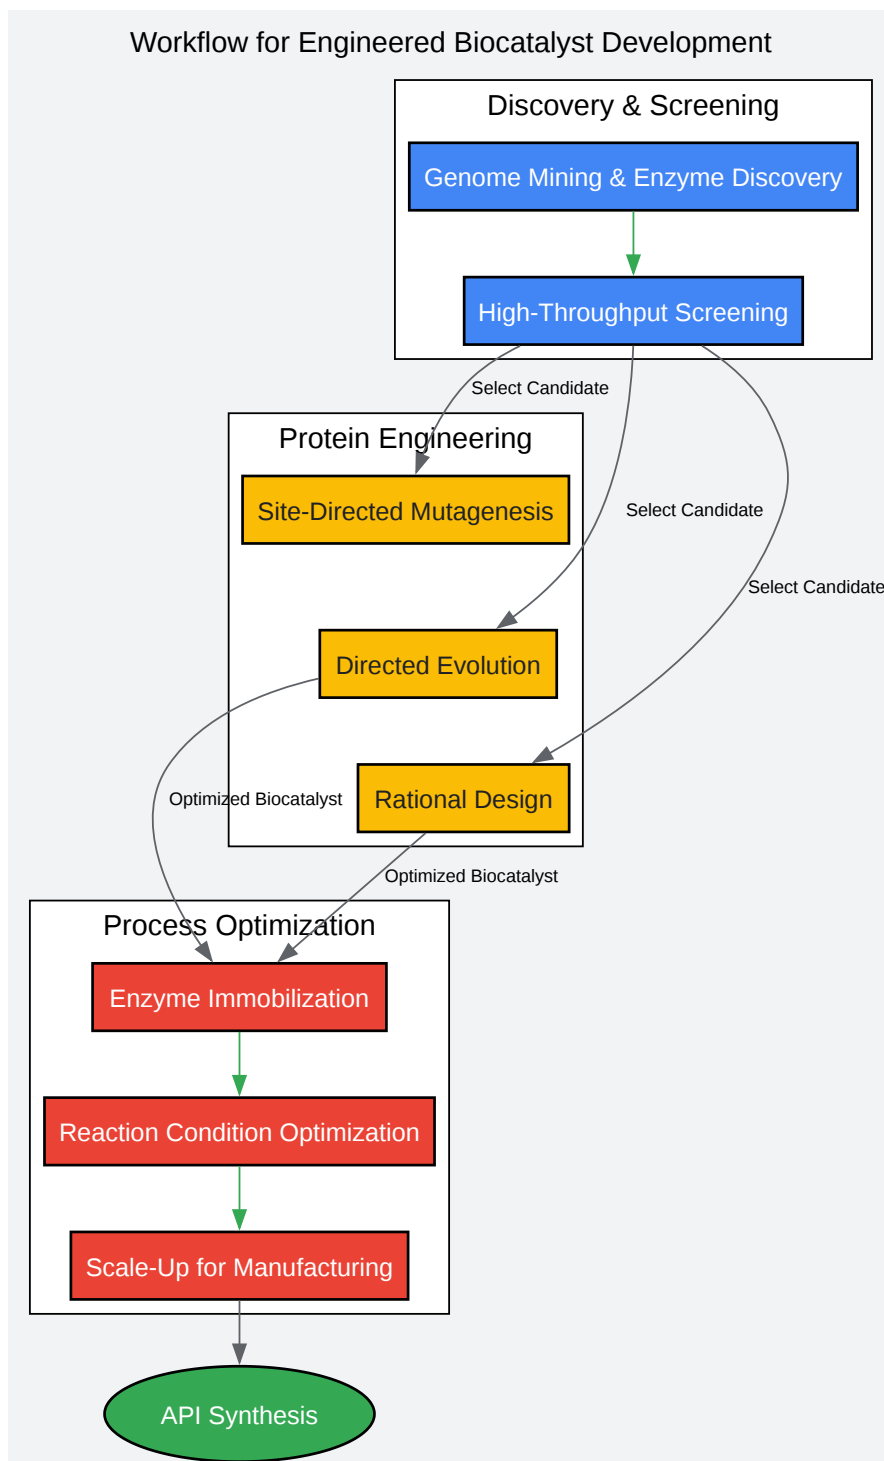 Workflow for Engineered Biocatalyst Development
Discovery & Screening
Genome Mining & Enzyme Discovery
High-Throughput Screening
Select Candidate
Protein Engineering
Site-Directed Mutagenesis
Select Candidate
Select Candidate
Directed Evolution
Optimized Biocatalyst
Rational Design
Optimized Biocatalyst
Process Optimization
Enzyme Immobilization
Reaction Condition Optimization
Scale-Up for Manufacturing
API Synthesis